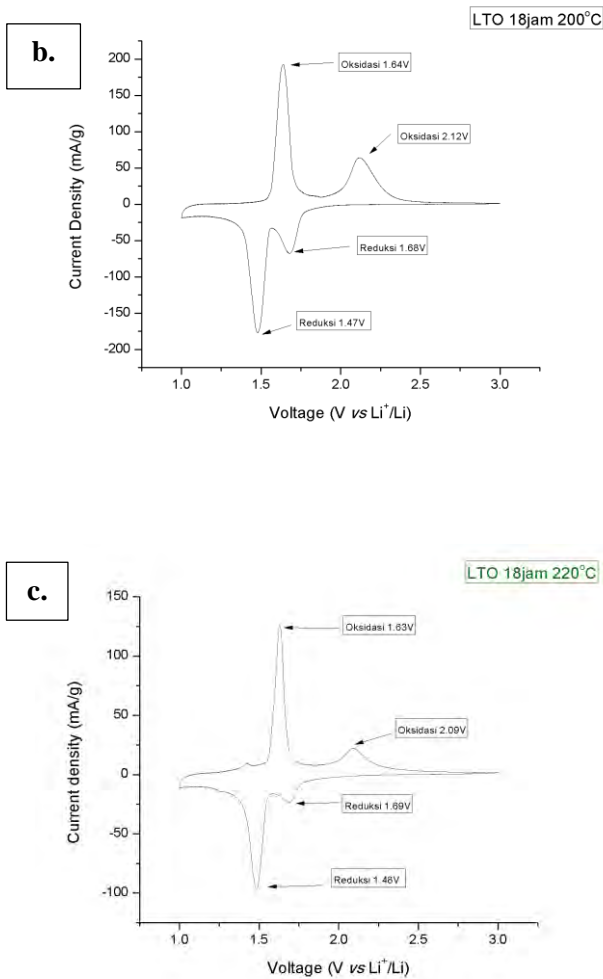 LTO 18jam 200°C
b.
200
150
100
50
0
-50
-100
-150
-200
Current Density (mA/g)
Oksidasi 1.64V
Oksidasi 2.12V
Reduksi 1.68V
Reduksi 1.47V
1.0 1.5 2.0 2.5 3.0
Voltage (V vs Li⁺/Li)
LTO 18jam 220°C
c.
150
100
50
0
-50
-100
Current density (mA/g)
Oksidasi 1.63V
Oksidasi 2.09V
Reduksi 1.69V
Reduksi 1.48V
1.0 1.5 2.0 2.5 3.0
Voltage (V vs Li⁺/Li)